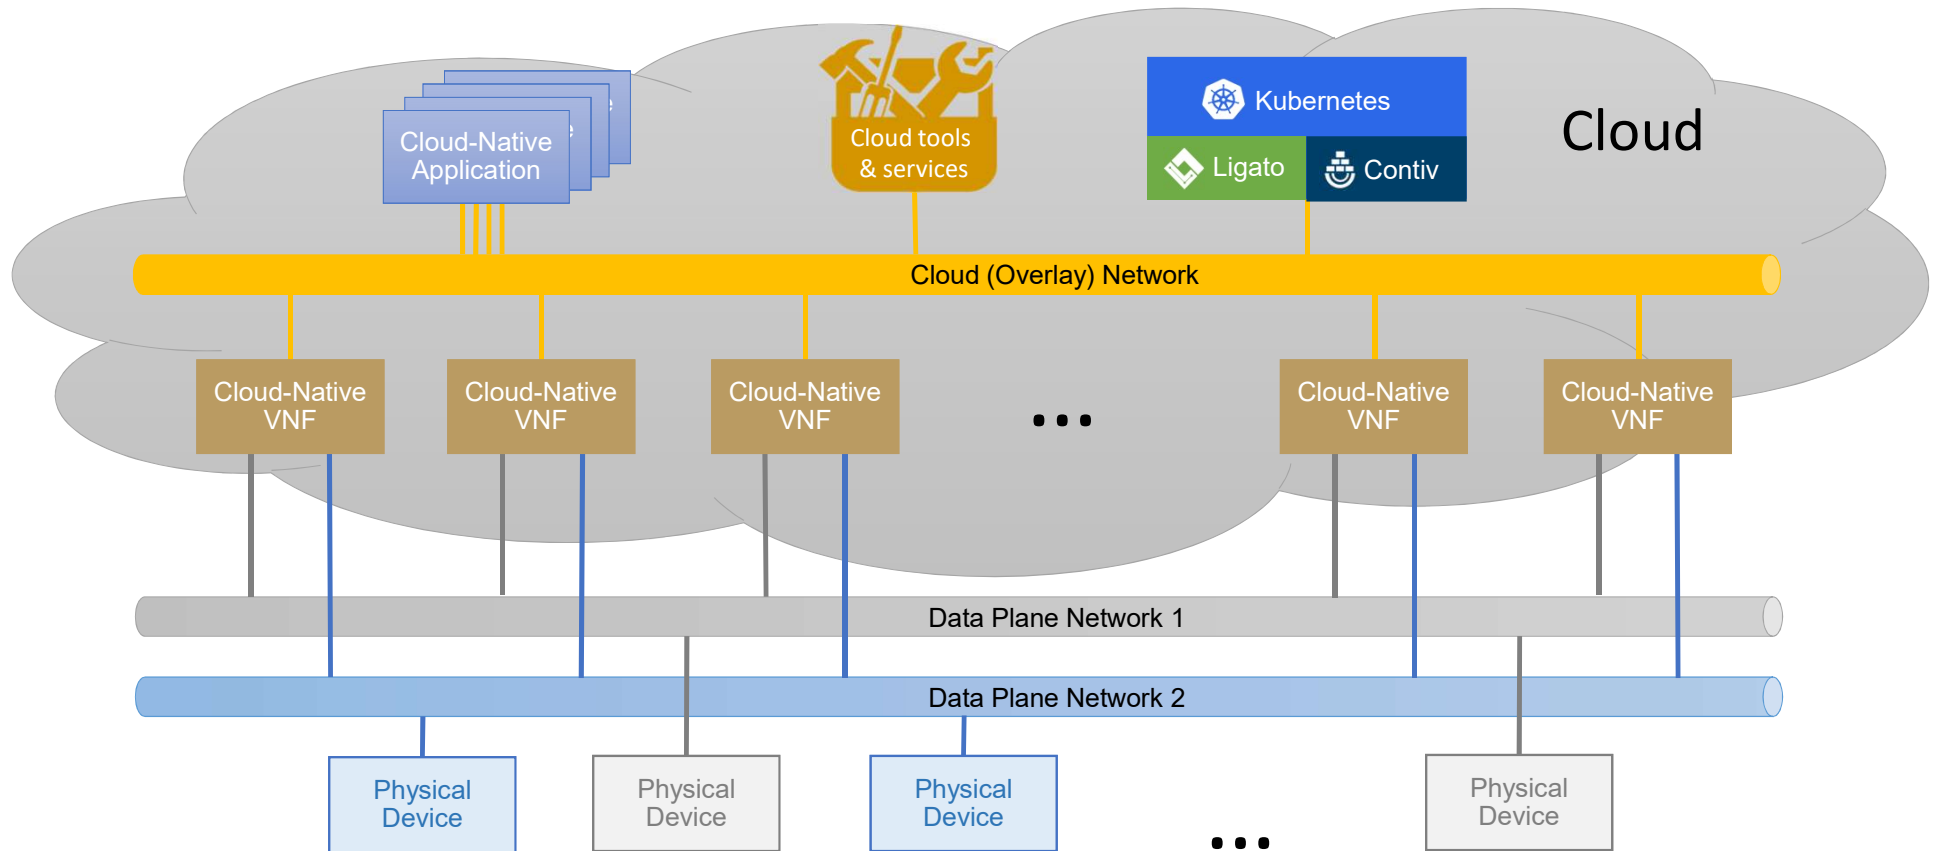 Cloud-Native
Application
Cloud tools
& services
Kubernetes
Ligato
Contiv
Cloud
Cloud (Overlay) Network
Cloud-Native
VNF
Cloud-Native
VNF
Cloud-Native
VNF
...
Cloud-Native
VNF
Cloud-Native
VNF
Data Plane Network 1
Data Plane Network 2
Physical
Device
Physical
Device
Physical
Device
...
Physical
Device